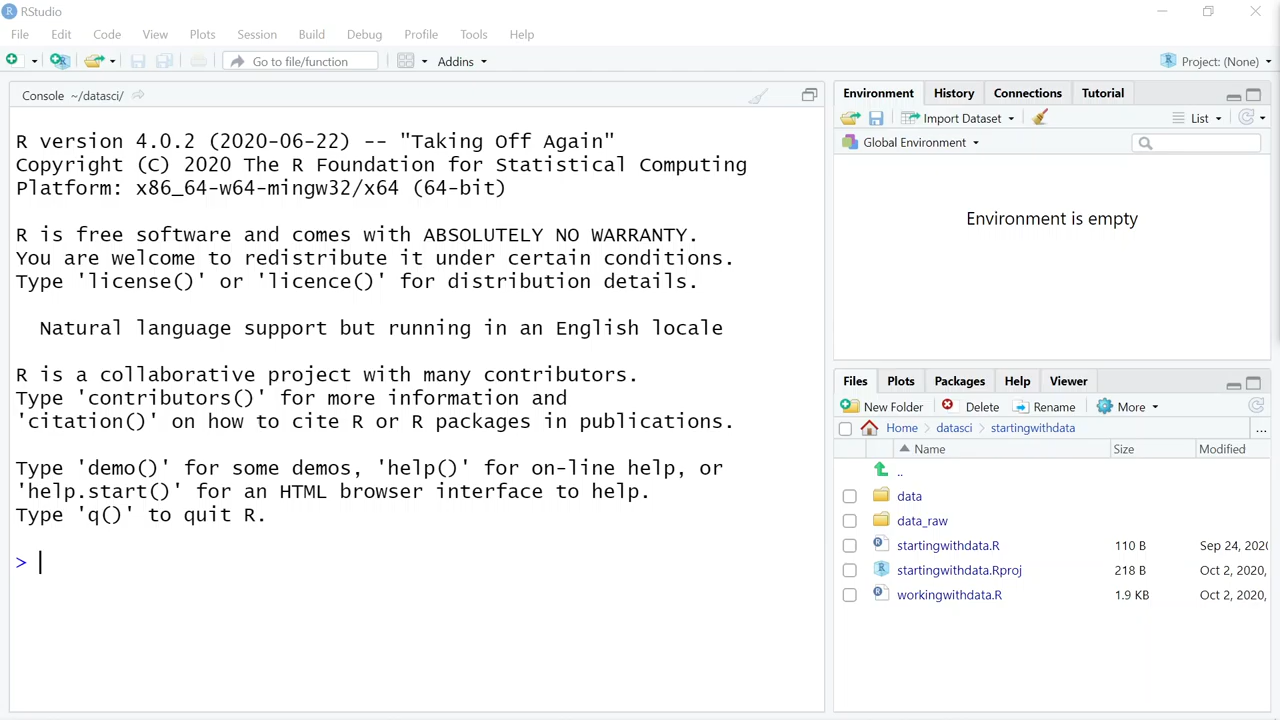 RStudio
File Edit Code View Plots Session Build Debug Profile Tools Help
Go to file/function Addins Project: (None)
Console ~/datasci/
R version 4.0.2 (2020-06-22) -- "Taking Off Again"
Copyright (C) 2020 The R Foundation for Statistical Computing
Platform: x86_64-w64-mingw32/x64 (64-bit)
R is free software and comes with ABSOLUTELY NO WARRANTY.
You are welcome to redistribute it under certain conditions.
Type 'license()' or 'licence()' for distribution details.
Natural language support but running in an English locale
R is a collaborative project with many contributors.
Type 'contributors()' for more information and
'citation()' on how to cite R or R packages in publications.
Type 'demo()' for some demos, 'help()' for on-line help, or
'help.start()' for an HTML browser interface to help.
Type 'q()' to quit R.
>
Environment History Connections Tutorial
Import Dataset List
Global Environment
Environment is empty
Files Plots Packages Help Viewer
New Folder Delete Rename More
Home datasci startingwithdata ...
Name Size Modified
..
data
data_raw
startingwithdata.R 110 B Sep 24, 2020
startingwithdata.Rproj 218 B Oct 2, 2020,
workingwithdata.R 1.9 KB Oct 2, 2020,